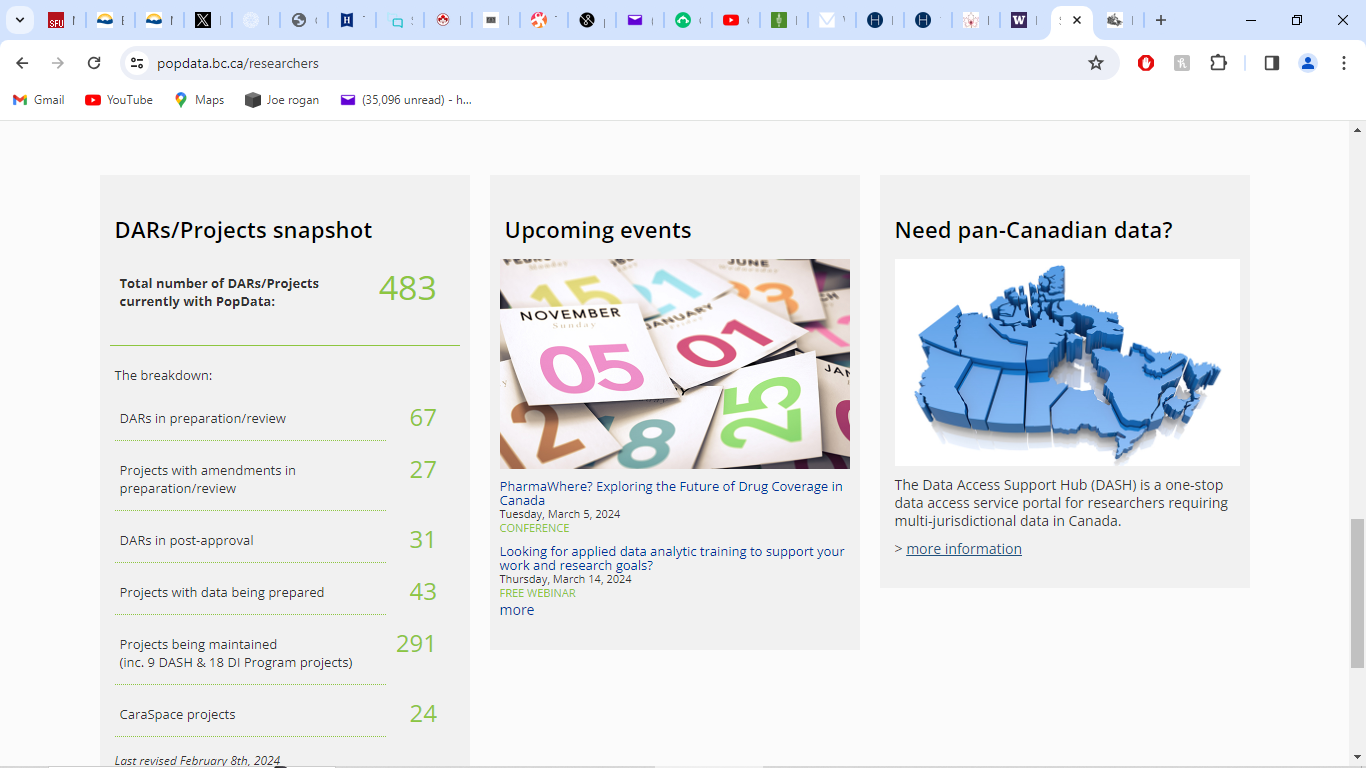 popdata.bc.ca/researchers
Gmail
YouTube
Maps
Joe rogan
(35,096 unread) - h...
DARs/Projects snapshot
Total number of DARs/Projects
currently with PopData:
483
The breakdown:
DARs in preparation/review
67
Projects with amendments in
preparation/review
27
DARs in post-approval
31
Projects with data being prepared
43
Projects being maintained
(inc. 9 DASH & 18 DI Program projects)
291
CaraSpace projects
24
Last revised February 8th, 2024
Upcoming events
JUNE
15
21
NOVEMBER
Sunday
05
01
25
8
PharmaWhere? Exploring the Future of Drug Coverage in
Canada
Tuesday, March 5, 2024
CONFERENCE
Looking for applied data analytic training to support your
work and research goals?
Thursday, March 14, 2024
FREE WEBINAR
more
Need pan-Canadian data?
The Data Access Support Hub (DASH) is a one-stop
data access service portal for researchers requiring
multi-jurisdictional data in Canada.
> more information